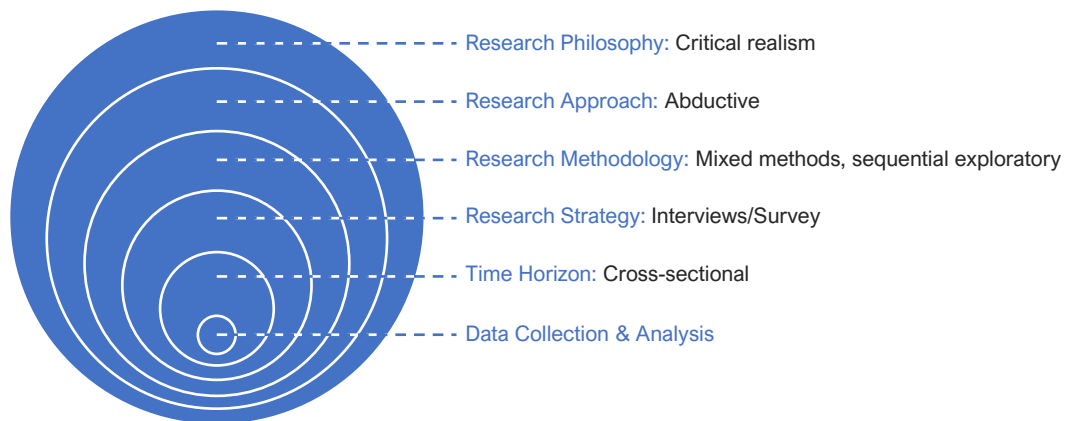 Research Philosophy: Critical realism
Research Approach: Abductive
Research Methodology: Mixed methods, sequential exploratory
Research Strategy: Interviews/Survey
Time Horizon: Cross-sectional
Data Collection & Analysis